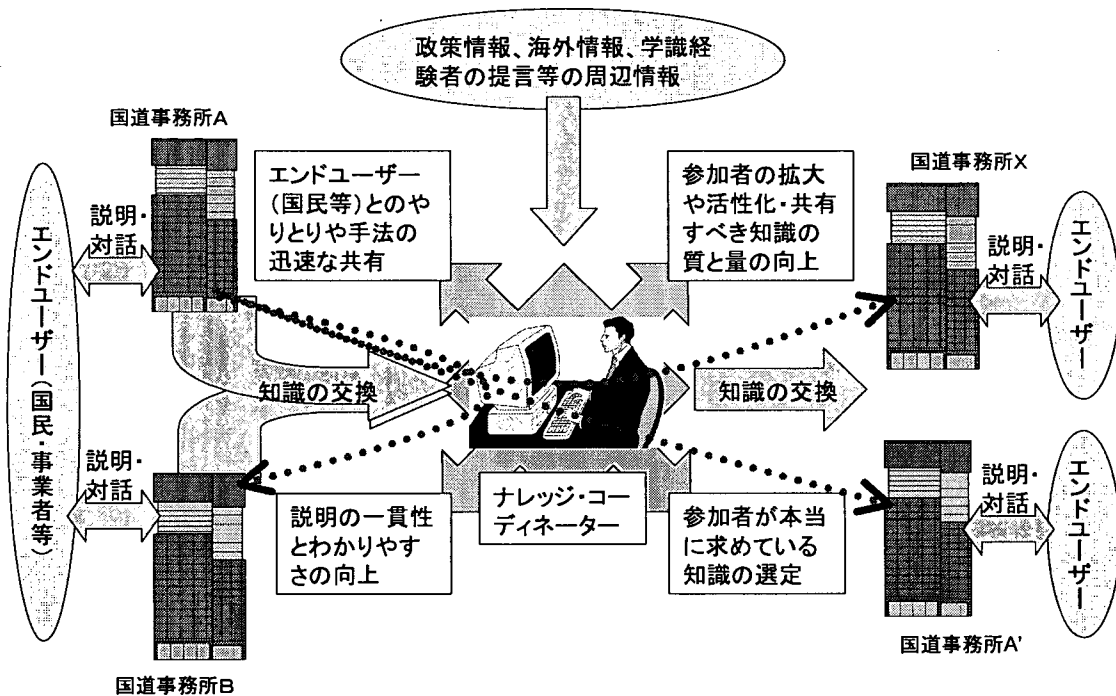 政策情報、海外情報、学識経
験者の提言等の周辺情報
国道事務所A
エンドユーザー
(国民等)とのや
りとりや手法の
迅速な共有
参加者の拡大
や活性化・共有
すべき知識の
質と量の向上
国道事務所X
エンドユーザー(国民・事業者等)
説明・
対話
説明・
対話
エンドユーザー
知識の交換
知識の交換
説明・
対話
説明の一貫性
とわかりやす
さの向上
ナレッジ・コー
ディネーター
参加者が本当
に求めている
知識の選定
説明・
対話
エンドユーザー
国道事務所B
国道事務所A'